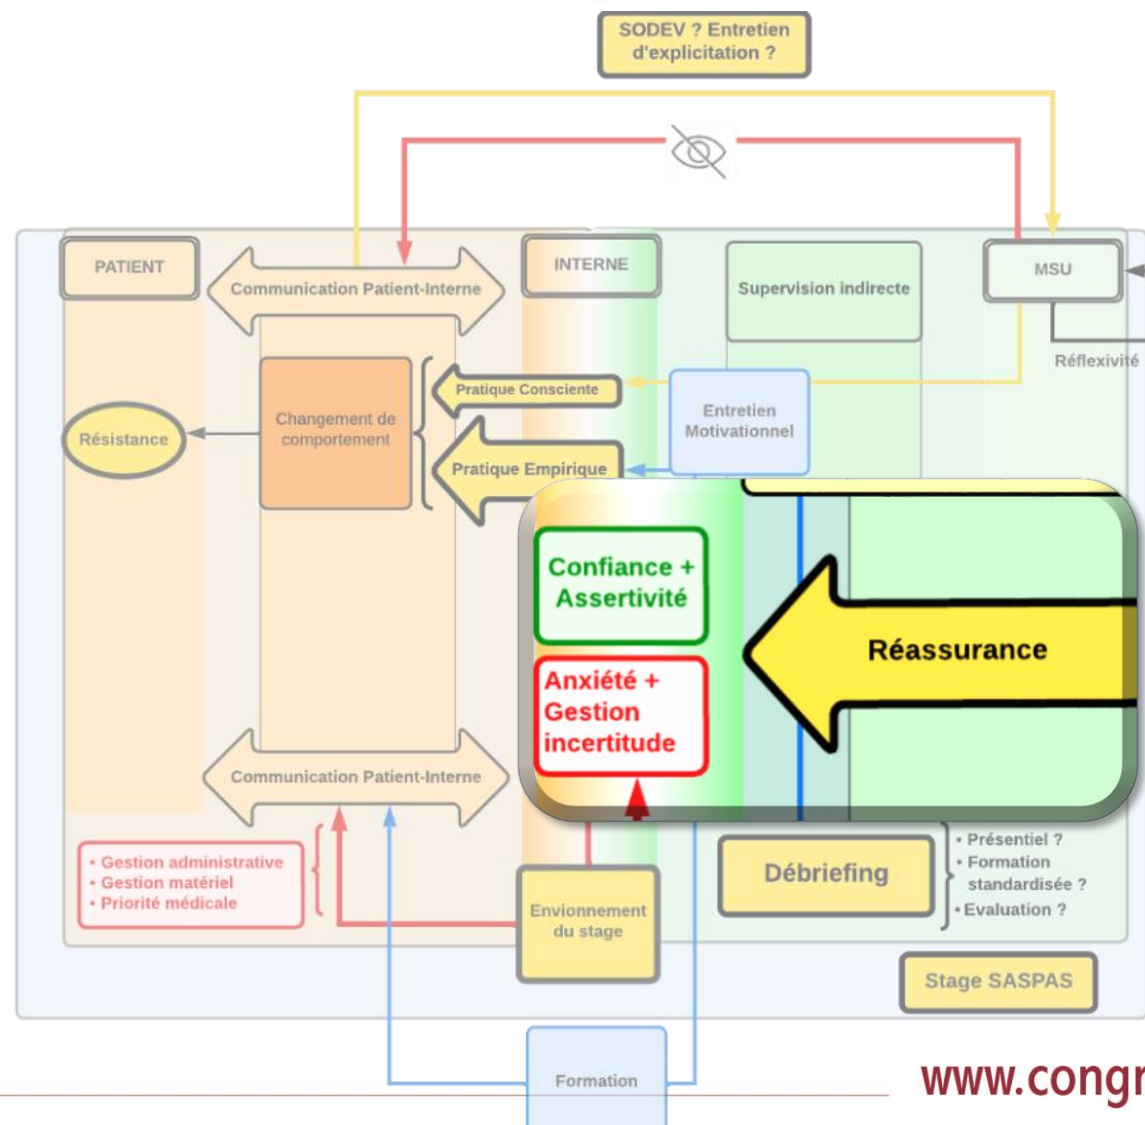 SODEV ? Entretien
d'explicitation ?
PATIENT
Communication Patient-Interne
INTERNE
Supervision indirecte
MSU
Réflexivité
Pratique Consciente
Entretien
Motivationnel
Changement de
comportement
Résistance
Pratique Empirique
Confiance +
Assertivité
Réassurance
Anxiété +
Gestion
incertitude
Communication Patient-Interne
• Gestion administrative
• Gestion matériel
• Priorité médicale
Envionnement
du stage
Débriefing
• Présentiel ?
• Formation
standardisée ?
• Evaluation ?
Stage SASPAS
Formation
www.congr